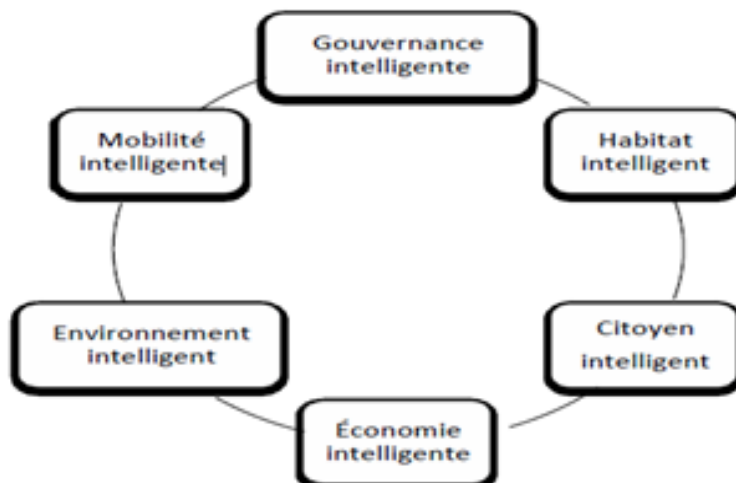 Gouvernance
intelligente
Mobilité
intelligente
Habitat
intelligent
Environnement
intelligent
Citoyen
intelligent
Économie
intelligente